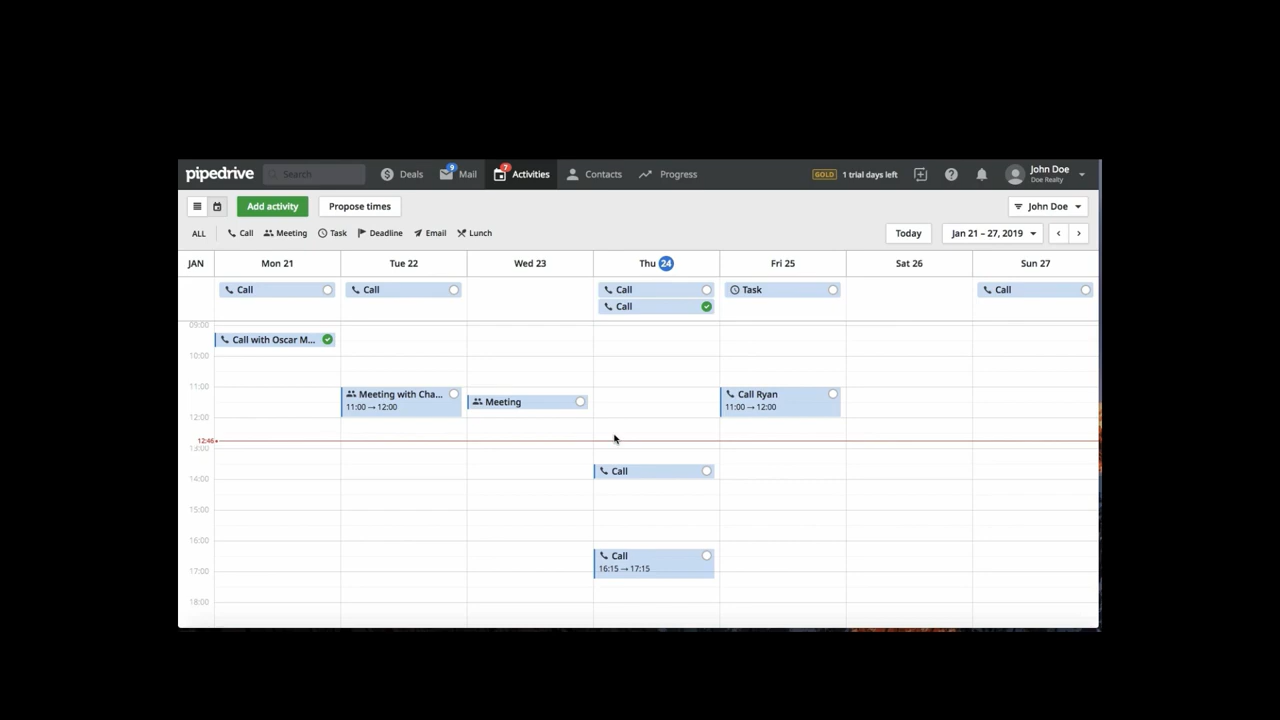 pipedrive Search Deals 9 Mail 7 Activities Contacts Progress GOLD 1 trial days left John Doe
Doe Realty
Add activity Propose times John Doe
ALL Call Meeting Task Deadline Email Lunch Today Jan 21 – 27, 2019
JAN Mon 21 Tue 22 Wed 23 Thu 24 Fri 25 Sat 26 Sun 27
Call Call Call Task Call
Call
09:00
Call with Oscar M...
10:00
11:00
Meeting with Cha... Meeting Call Ryan
11:00 → 12:00 11:00 → 12:00
12:00
12:46
13:00
Call
14:00
15:00
16:00
Call
16:15 → 17:15
17:00
18:00